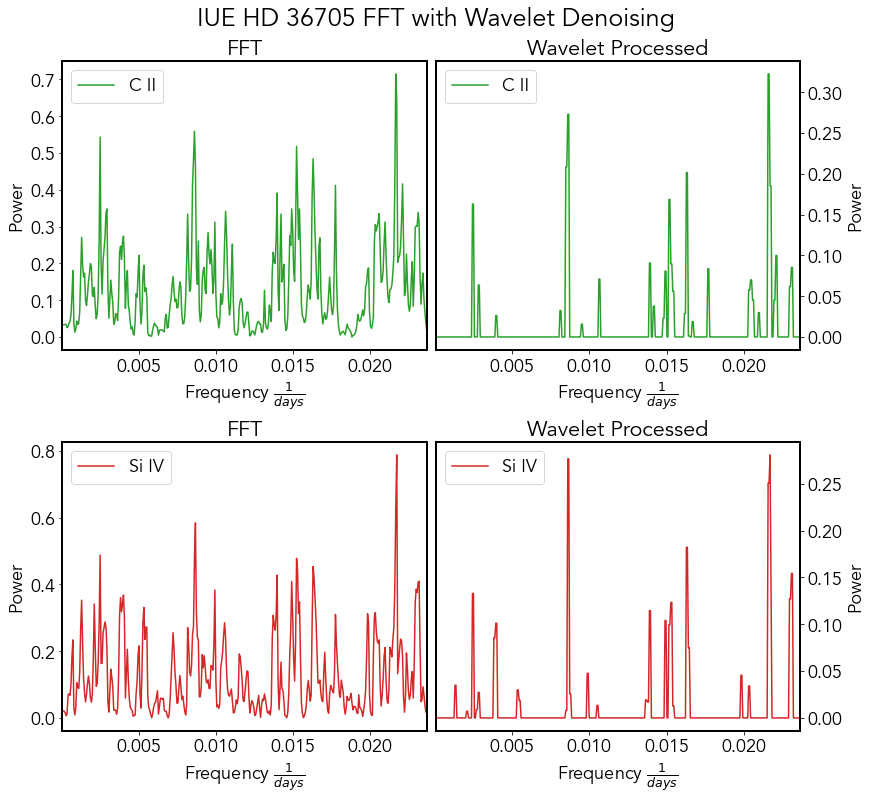 IUE HD 36705 FFT with Wavelet Denoising
FFT
Wavelet Processed
C II
C II
0.7
0.6
0.5
0.4
0.3
0.2
0.1
0.0
Power
0.30
0.25
0.20
0.15
0.10
0.05
0.00
Power
0.005 0.010 0.015 0.020
0.005 0.010 0.015 0.020
Frequency 1/days
Frequency 1/days
FFT
Wavelet Processed
Si IV
Si IV
0.8
0.6
0.4
0.2
0.0
Power
0.25
0.20
0.15
0.10
0.05
0.00
Power
0.005 0.010 0.015 0.020
0.005 0.010 0.015 0.020
Frequency 1/days
Frequency 1/days